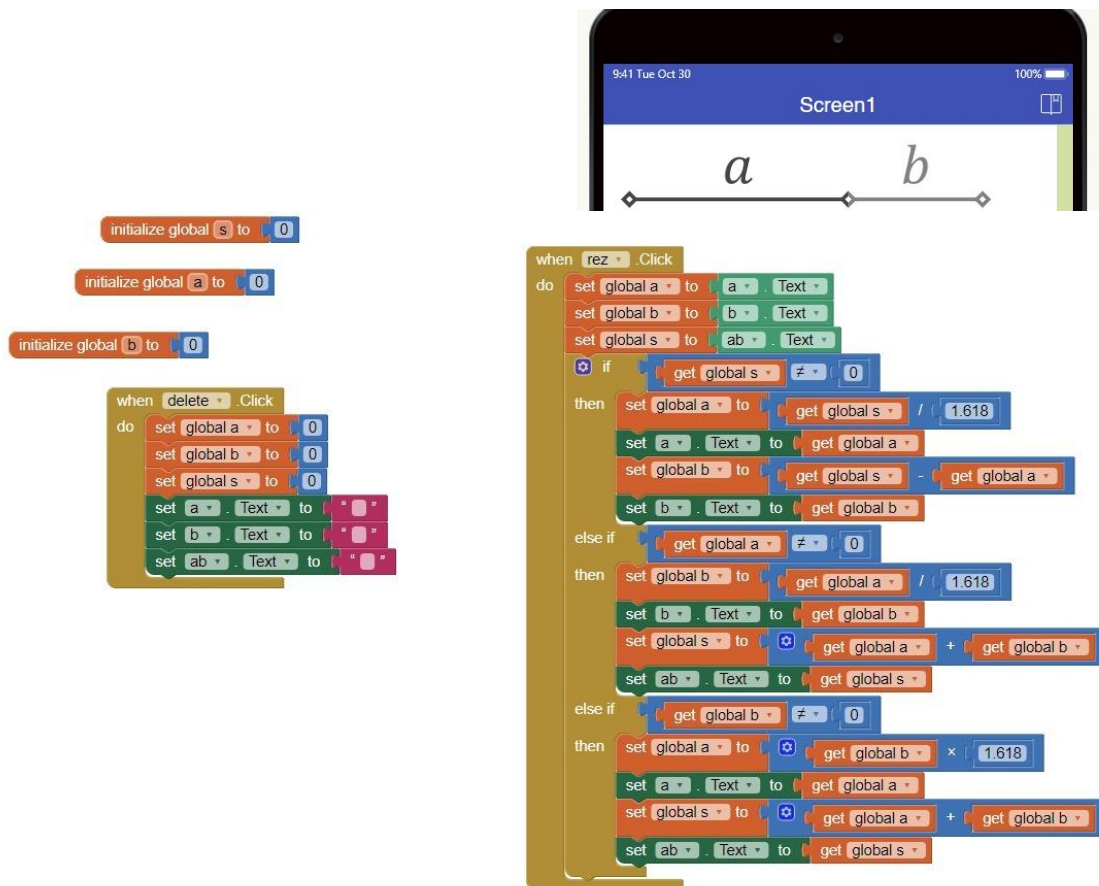 9:41 Tue Oct 30 100%
Screen1
a b
initialize global s to 0
initialize global a to 0
initialize global b to 0
when delete .Click
do set global a to 0
set global b to 0
set global s to 0
set a . Text to " "
set b . Text to " "
set ab . Text to " "
when rez .Click
do set global a to a . Text
set global b to b . Text
set global s to ab . Text
if get global s ≠ 0
then set global a to get global s / 1.618
set a . Text to get global a
set global b to get global s - get global a
set b . Text to get global b
else if get global a ≠ 0
then set global b to get global a / 1.618
set b . Text to get global b
set global s to get global a + get global b
set ab . Text to get global s
else if get global b ≠ 0
then set global a to get global b × 1.618
set a . Text to get global a
set global s to get global a + get global b
set ab . Text to get global s